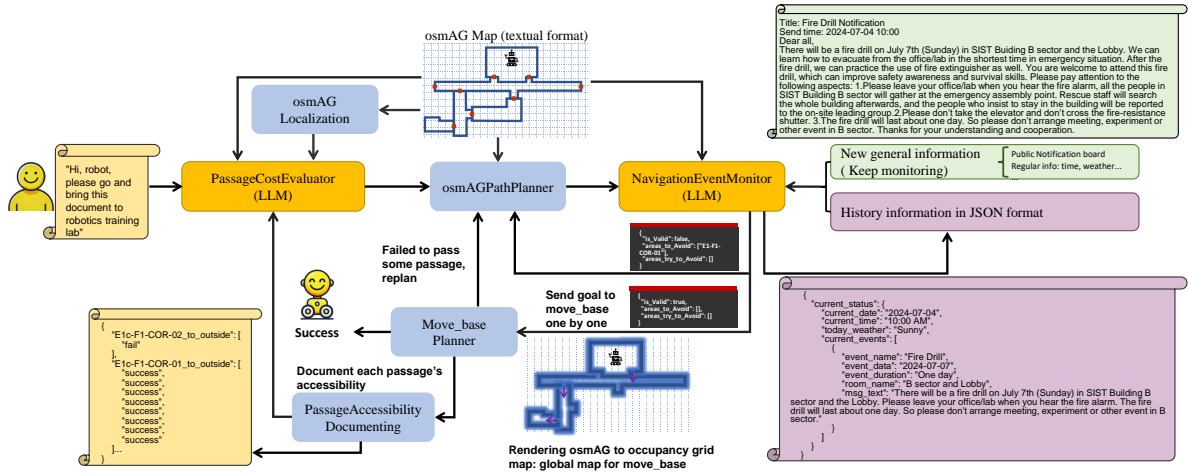 osmAG Map (textual format)
Title: Fire Drill Notification
Send time: 2024-07-04 10:00
Dear all,
There will be a fire drill on July 7th (Sunday) in SIST Buiding B sector and the Lobby. We can
learn how to evacuate from the office/lab in the shortest time in emergency situation. After the
fire drill, we can practice the use of fire extinguisher as well. You are welcome to attend this fire
drill, which can improve safety awareness and survival skills. Please pay attention to the
following aspects: 1.Please leave your office/lab when you hear the fire alarm, all the people in
SIST Building B sector will gather at the emergency assembly point. Rescue staff will search
the whole building afterwards, and the people who insist to stay in the building will be reported
to the on-site leading group.2.Please don't take the elevator and don't cross the fire-resistance
shutter. 3.The fire drill will last about one day. So please don't arrange meeting, experiment or
other event in B sector. Thanks for your understanding and cooperation.
osmAG
Localization
"Hi, robot,
please go and
bring this
document to
robotics training
lab"
PassageCostEvaluator
(LLM)
osmAGPathPlanner
NavigationEventMonitor
(LLM)
New general information
( Keep monitoring)
Public Notification board
Regular info: time, weather...
...
History information in JSON format
{
"is_Valid":false,
"areas_to_Avoid": ["E1-F1-
COR-01"],
"areas_try_to_Avoid": []
}
Failed to pass
some passage,
replan
Send goal to
move_base
one by one
{
"is_Valid":true,
"areas_to_Avoid": [],
"areas_try_to_Avoid": []
}
Success
Move_base
Planner
Document each passage's
accessibility
PassageAccessibility
Documenting
Rendering osmAG to occupancy grid
map: global map for move_base
{
"E1c-F1-COR-02_to_outside": [
"fail"
],
"E1c-F1-COR-01_to_outside": [
"success",
"success",
"success",
"success",
"success",
"success",
"success",
"success"
]...
}
{
"current_status": {
"current_date": "2024-07-04",
"current_time": "10:00 AM",
"today_weather": "Sunny",
"current_events": [
{
"event_name": "Fire Drill",
"event_data": "2024-07-07",
"event_duration": "One day",
"room_name": "B sector and Lobby",
"msg_text": "There will be a fire drill on July 7th (Sunday) in SIST Building B
sector and the Lobby. Please leave your office/lab when you hear the fire alarm. The fire
drill will last about one day. So please don't arrange meeting, experiment or other event in B
sector."
}
]
}
}